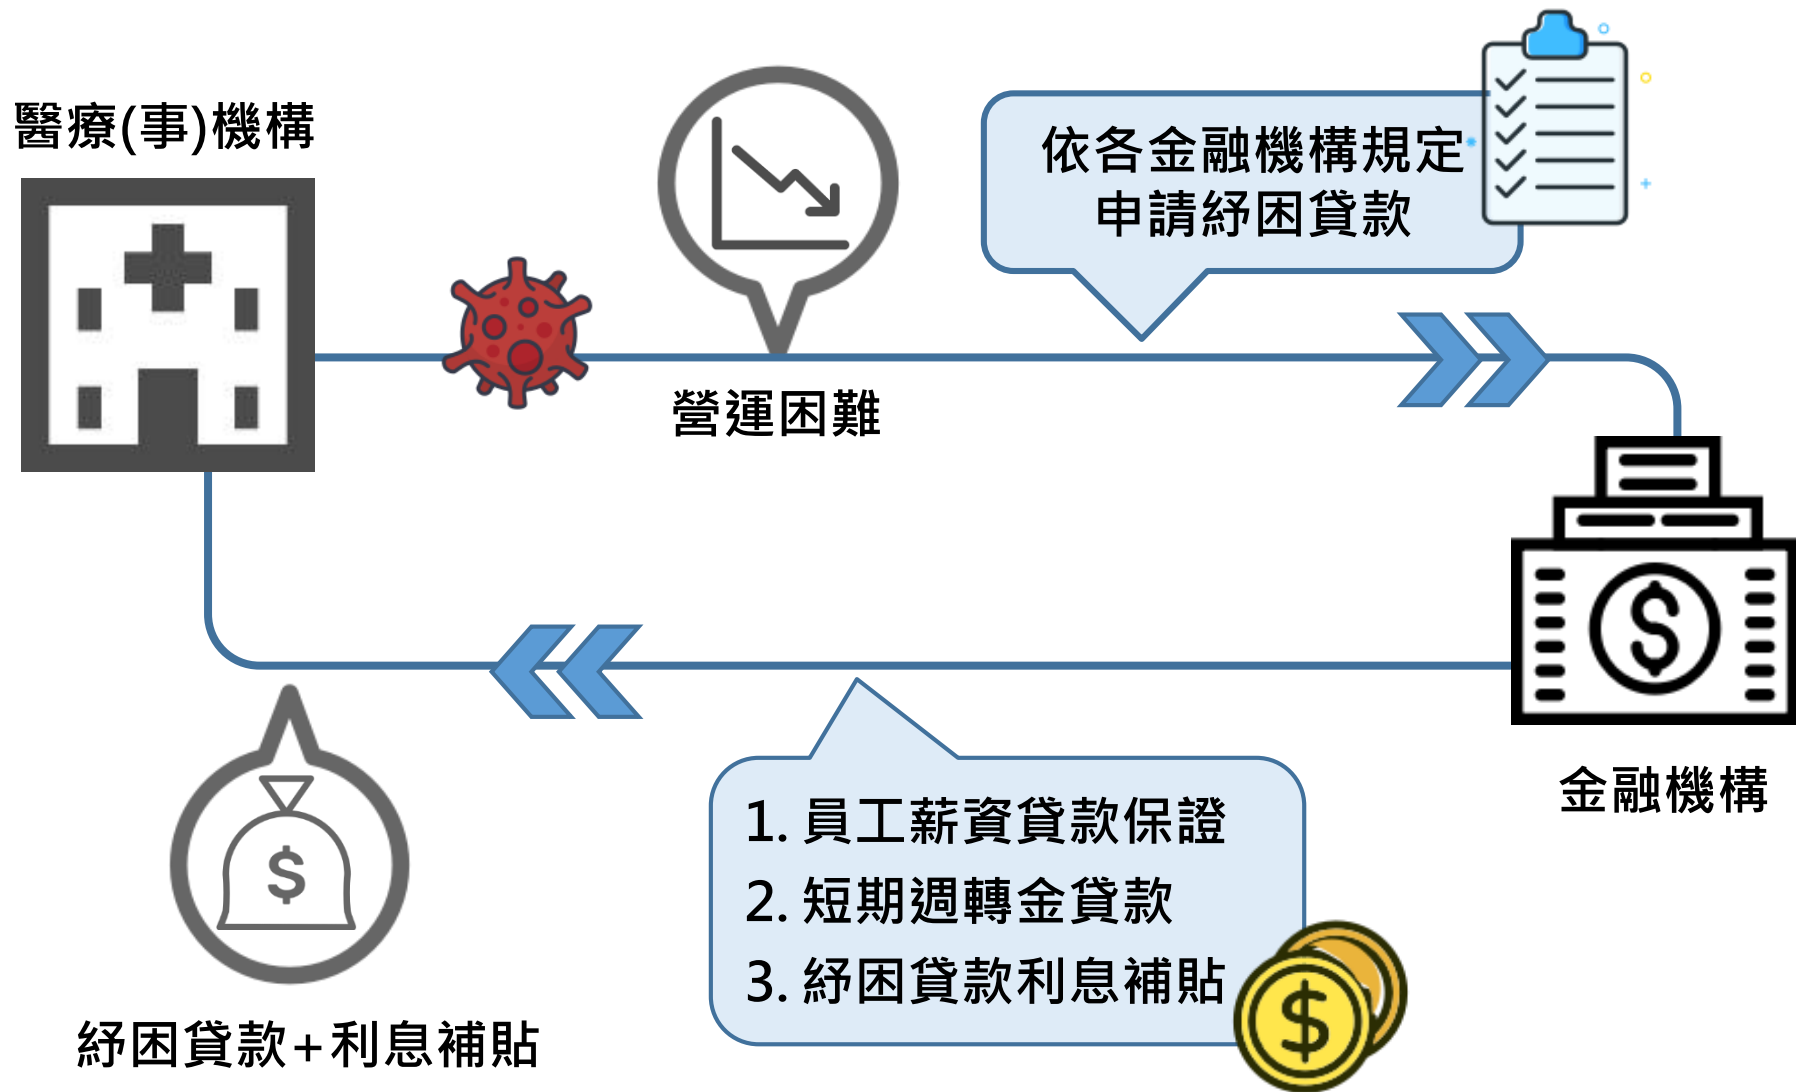 醫療(事)機構
依各金融機構規定
申請紓困貸款
營運困難
金融機構
1. 員工薪資貸款保證
2. 短期週轉金貸款
3. 紓困貸款利息補貼
$
$
$
紓困貸款+利息補貼